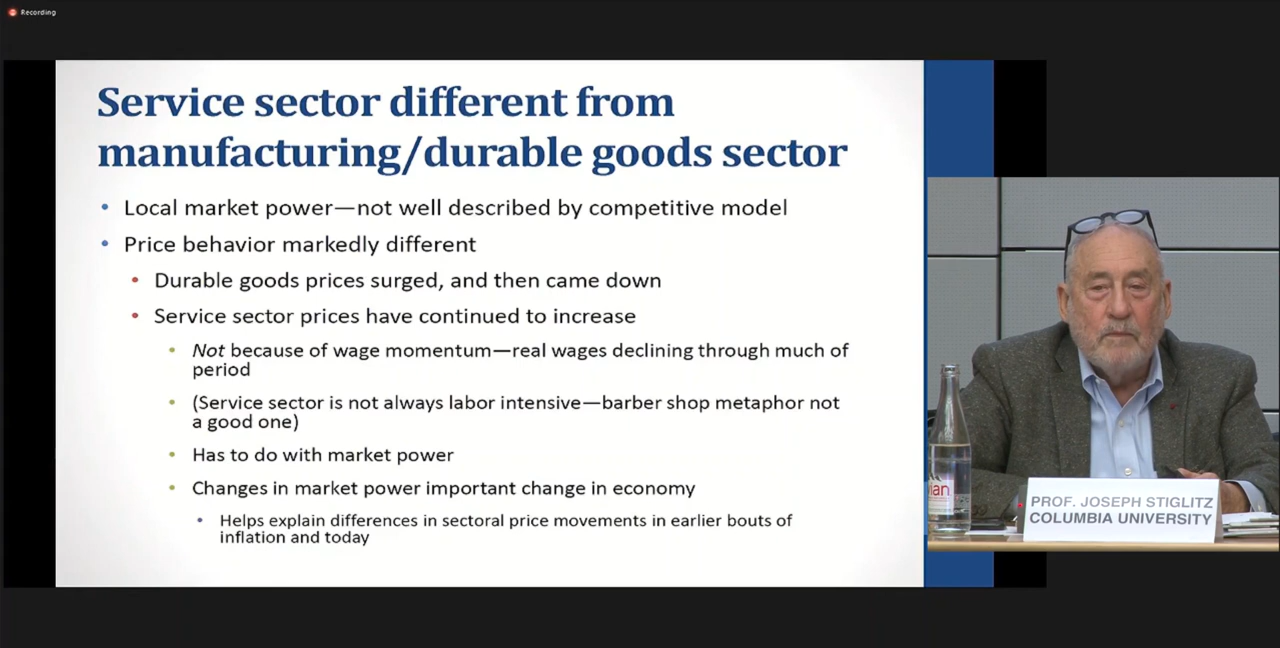 Recording
Service sector different from
manufacturing/durable goods sector
• Local market power—not well described by competitive model
• Price behavior markedly different
• Durable goods prices surged, and then came down
• Service sector prices have continued to increase
• Not because of wage momentum—real wages declining through much of
period
• (Service sector is not always labor intensive—barber shop metaphor not
a good one)
• Has to do with market power
• Changes in market power important change in economy
• Helps explain differences in sectoral price movements in earlier bouts of
inflation and today
ian
PROF. JOSEPH STIGLITZ
COLUMBIA UNIVERSITY